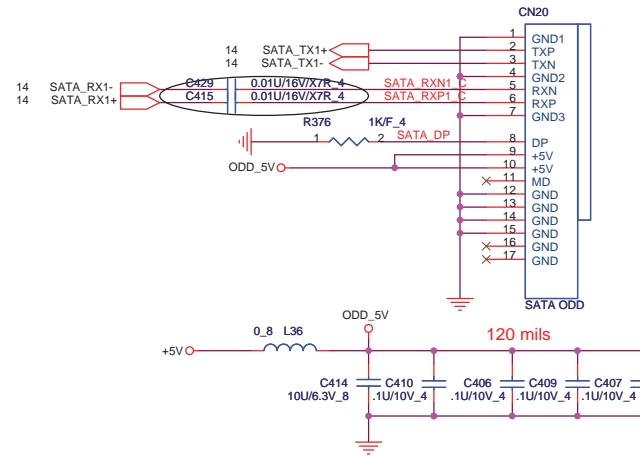 CN20
1 GND1
14 SATA_TX1+ 2 TXP
14 SATA_TX1- 3 TXN
4 GND2
14 SATA_RX1- C429 0.01U/16V/X7R_4 SATA_RXN1_C 5 RXN
14 SATA_RX1+ C415 0.01U/16V/X7R_4 SATA_RXP1_C 6 RXP
7 GND3
R376 1K/F_4
1 2 SATA_DP 8 DP
9 +5V
ODD_5V 10 +5V
11 MD
12 GND
13 GND
14 GND
15 GND
16 GND
17 GND
SATA ODD
ODD_5V
0_8 L36 120 mils
+5V
C414 C410 C406 C409 C407
10U/6.3V_8 .1U/10V_4 .1U/10V_4 .1U/10V_4 .1U/10V_4